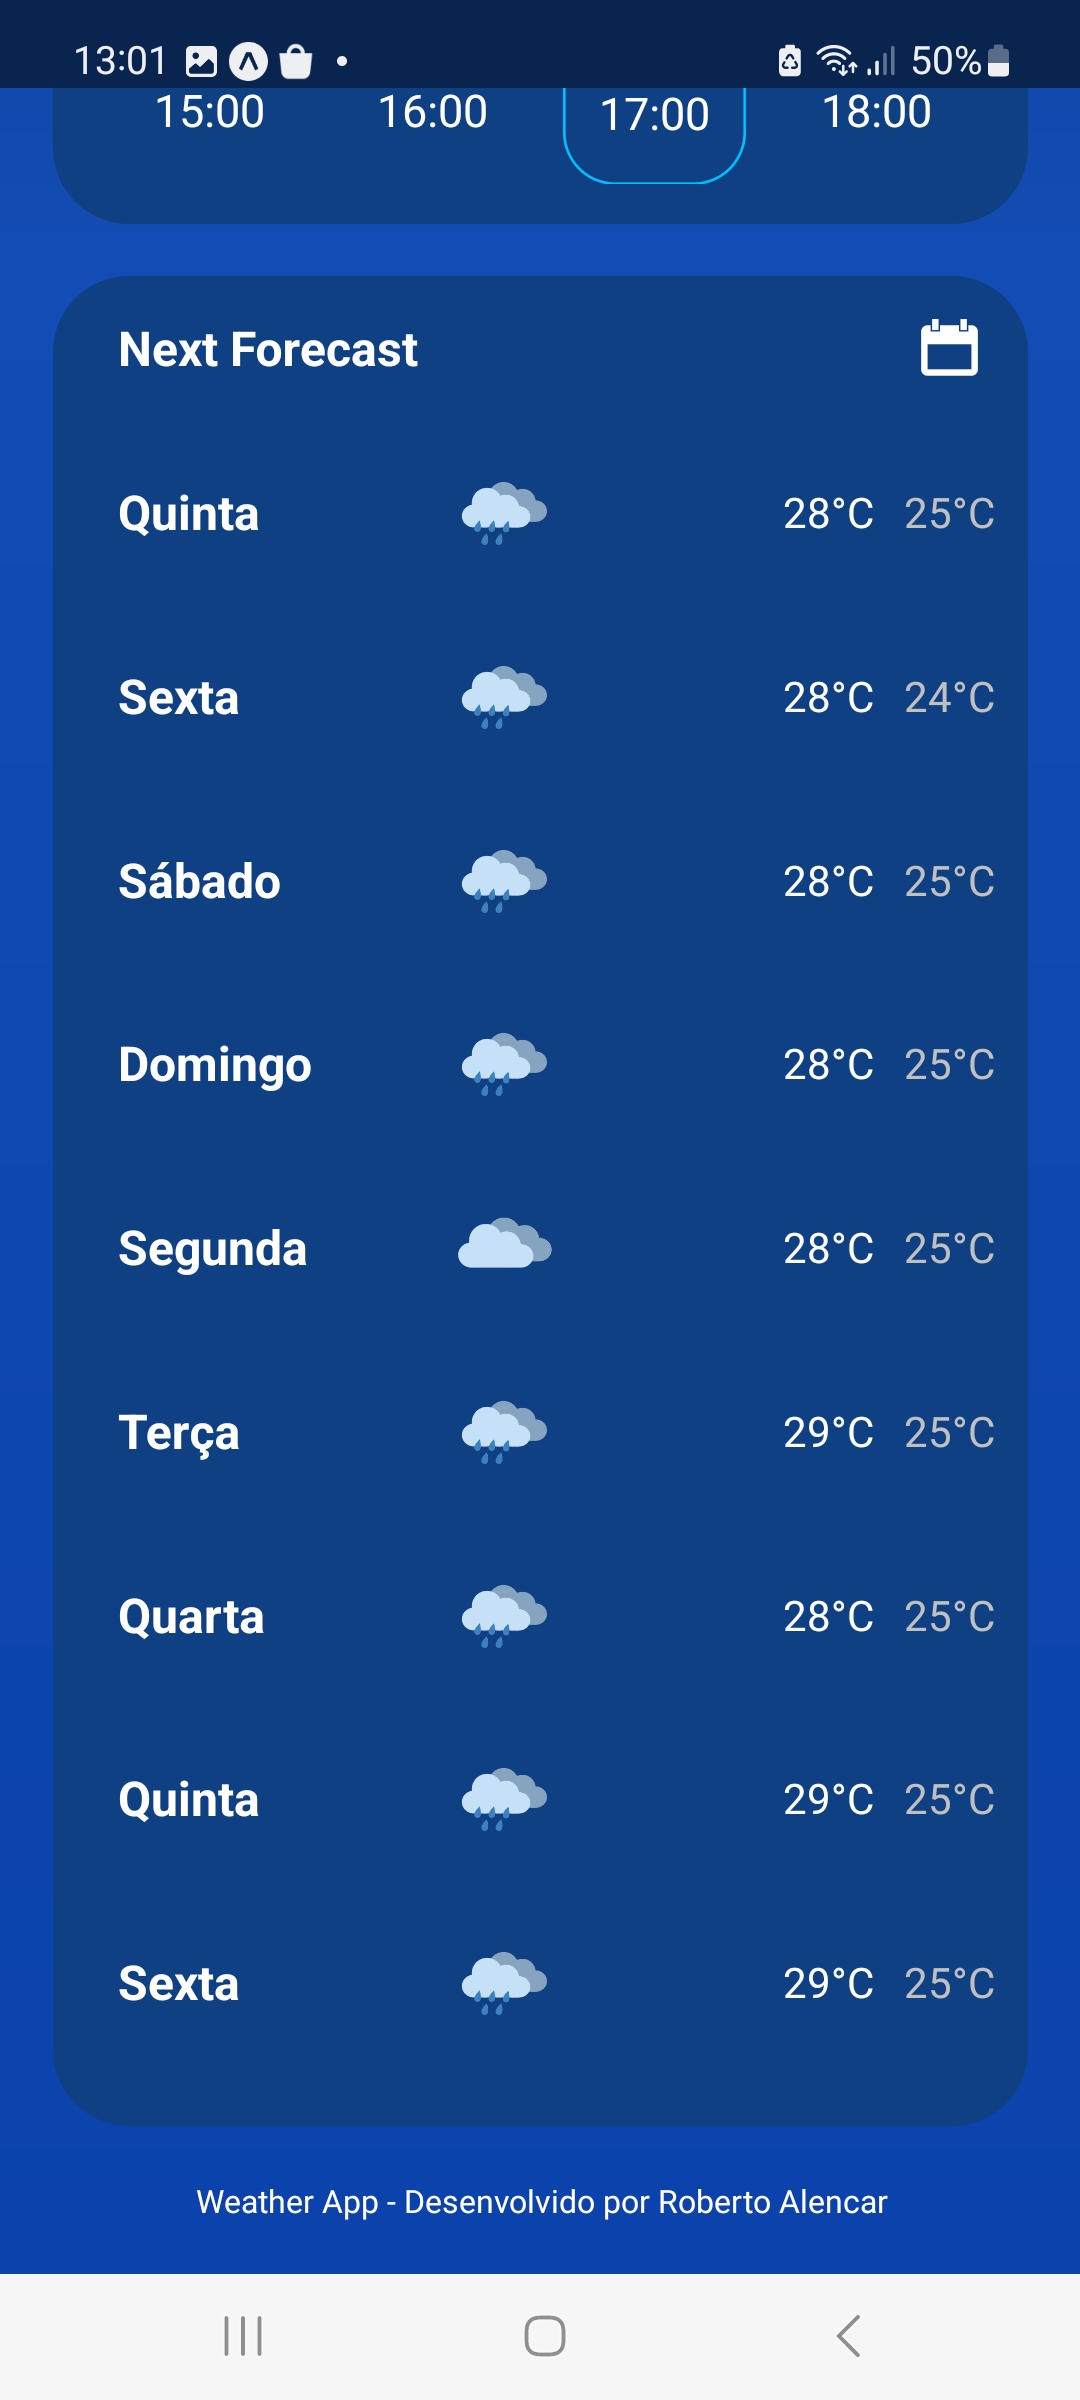 13:01 50%
15:00 16:00 17:00 18:00
Next Forecast
Quinta 28°C 25°C
Sexta 28°C 24°C
Sábado 28°C 25°C
Domingo 28°C 25°C
Segunda 28°C 25°C
Terça 29°C 25°C
Quarta 28°C 25°C
Quinta 29°C 25°C
Sexta 29°C 25°C
Weather App - Desenvolvido por Roberto Alencar